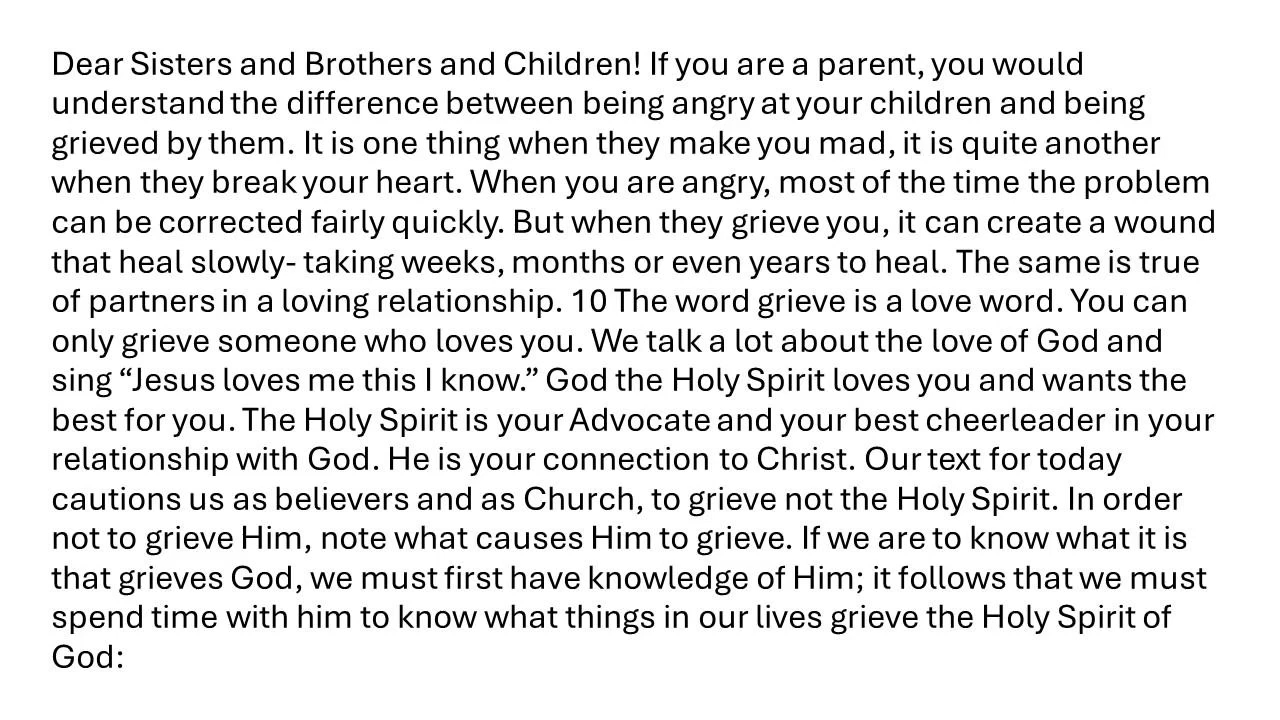 Dear Sisters and Brothers and Children! If you are a parent, you would
understand the difference between being angry at your children and being
grieved by them. It is one thing when they make you mad, it is quite another
when they break your heart. When you are angry, most of the time the problem
can be corrected fairly quickly. But when they grieve you, it can create a wound
that heal slowly- taking weeks, months or even years to heal. The same is true
of partners in a loving relationship. 10 The word grieve is a love word. You can
only grieve someone who loves you. We talk a lot about the love of God and
sing “Jesus loves me this I know.” God the Holy Spirit loves you and wants the
best for you. The Holy Spirit is your Advocate and your best cheerleader in your
relationship with God. He is your connection to Christ. Our text for today
cautions us as believers and as Church, to grieve not the Holy Spirit. In order
not to grieve Him, note what causes Him to grieve. If we are to know what it is
that grieves God, we must first have knowledge of Him; it follows that we must
spend time with him to know what things in our lives grieve the Holy Spirit of
God: